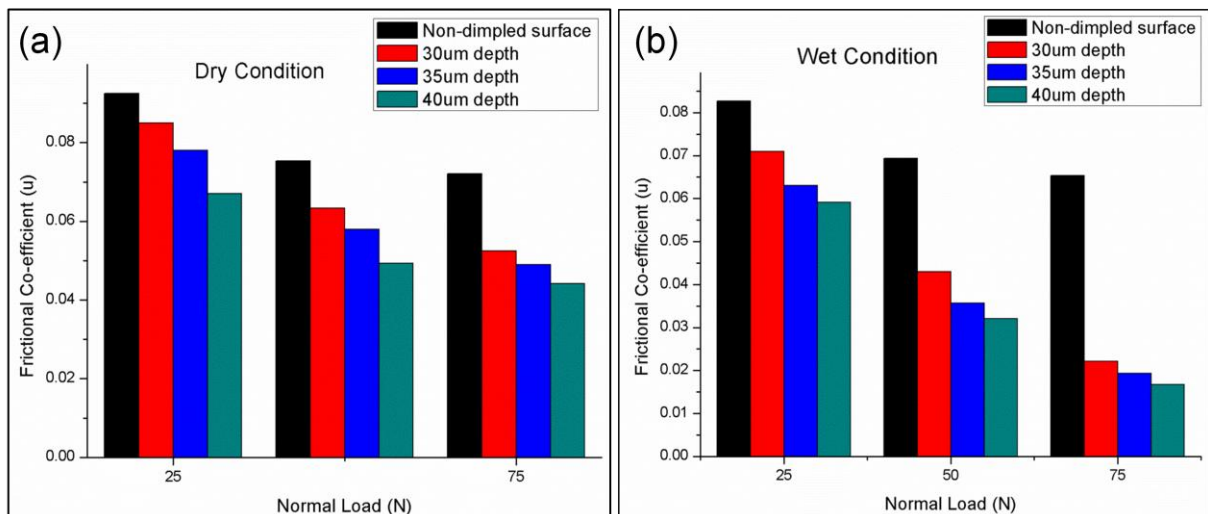 (a)
Dry Condition
Non-dimpled surface
30um depth
35um depth
40um depth
Frictional Co-efficient (u)
0.08
0.06
0.04
0.02
0.00
25
75
Normal Load (N)
(b)
Wet Condition
Non-dimpled surface
30um depth
35um depth
40um depth
Frictional Co-efficient (u)
0.08
0.07
0.06
0.05
0.04
0.03
0.02
0.01
0.00
25
50
75
Normal Load (N)